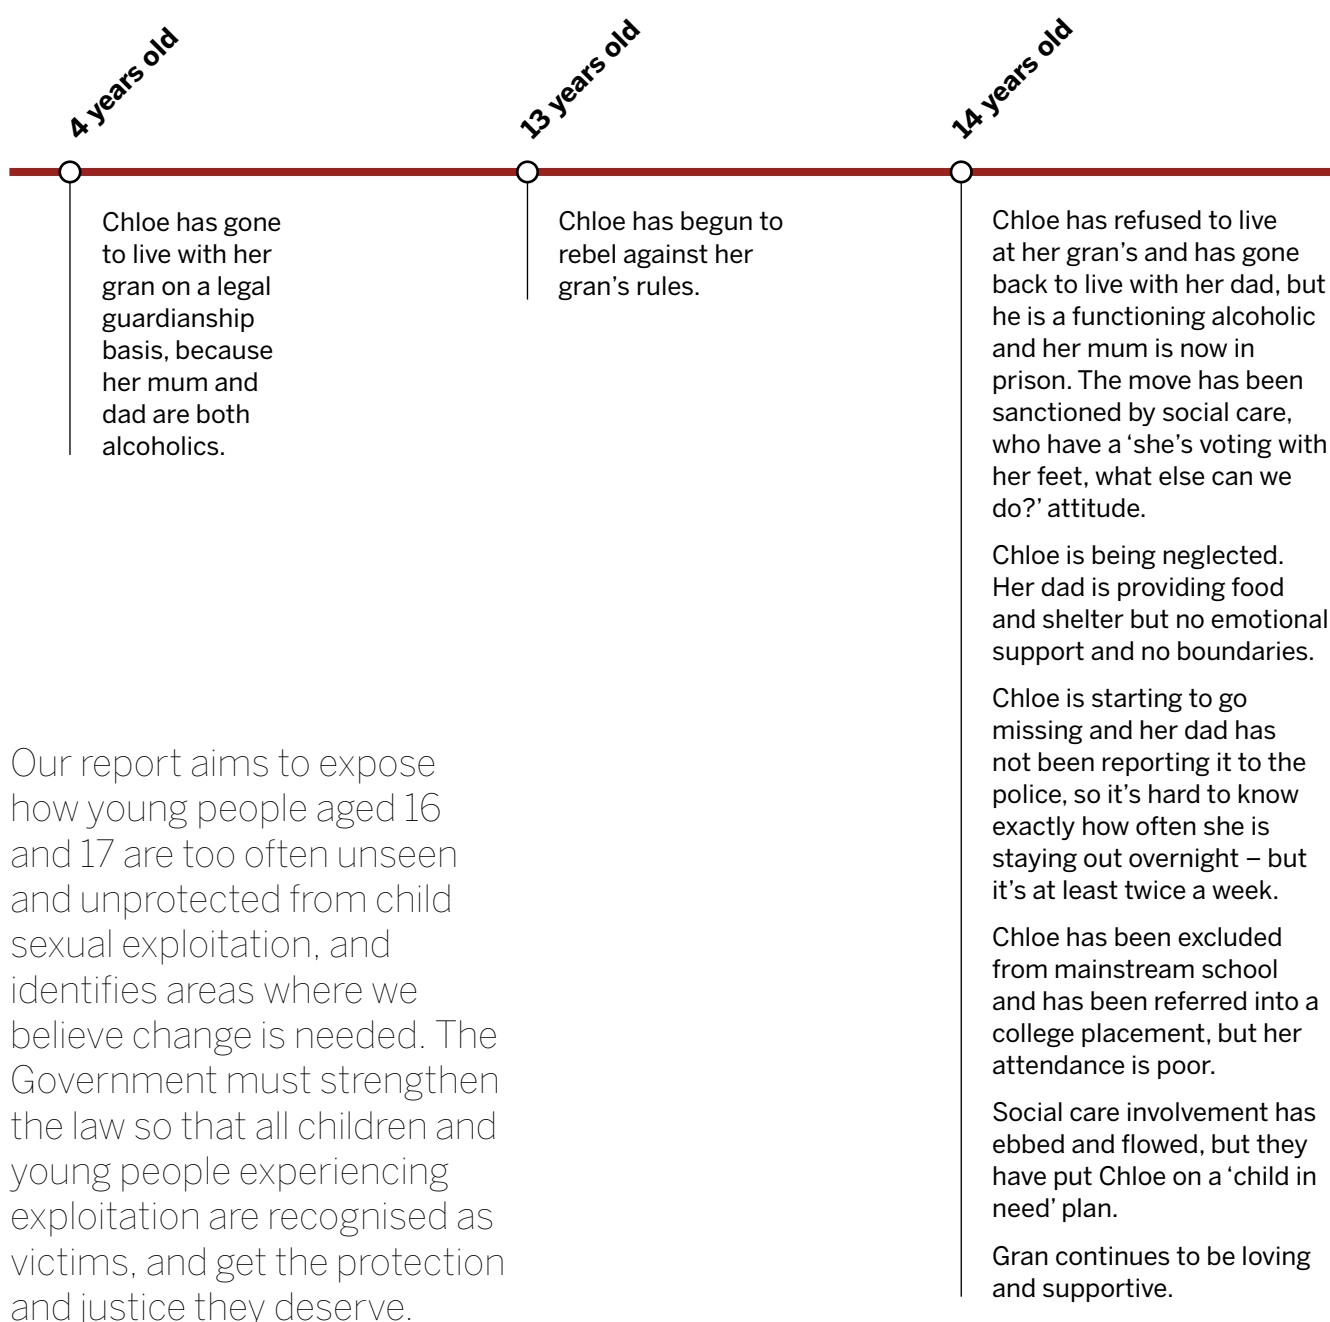 4 years old
Chloe has gone
to live with her
gran on a legal
guardianship
basis, because
her mum and
dad are both
alcoholics.
13 years old
Chloe has begun to
rebel against her
gran’s rules.
14 years old
Chloe has refused to live
at her gran’s and has gone
back to live with her dad, but
he is a functioning alcoholic
and her mum is now in
prison. The move has been
sanctioned by social care,
who have a ‘she’s voting with
her feet, what else can we
do?’ attitude.
Chloe is being neglected.
Her dad is providing food
and shelter but no emotional
support and no boundaries.
Chloe is starting to go
missing and her dad has
not been reporting it to the
police, so it’s hard to know
exactly how often she is
staying out overnight – but
it’s at least twice a week.
Chloe has been excluded
from mainstream school
and has been referred into a
college placement, but her
attendance is poor.
Social care involvement has
ebbed and flowed, but they
have put Chloe on a ‘child in
need’ plan.
Gran continues to be loving
and supportive.
Our report aims to expose
how young people aged 16
and 17 are too often unseen
and unprotected from child
sexual exploitation, and
identifies areas where we
believe change is needed. The
Government must strengthen
the law so that all children and
young people experiencing
exploitation are recognised as
victims, and get the protection
and justice they deserve.